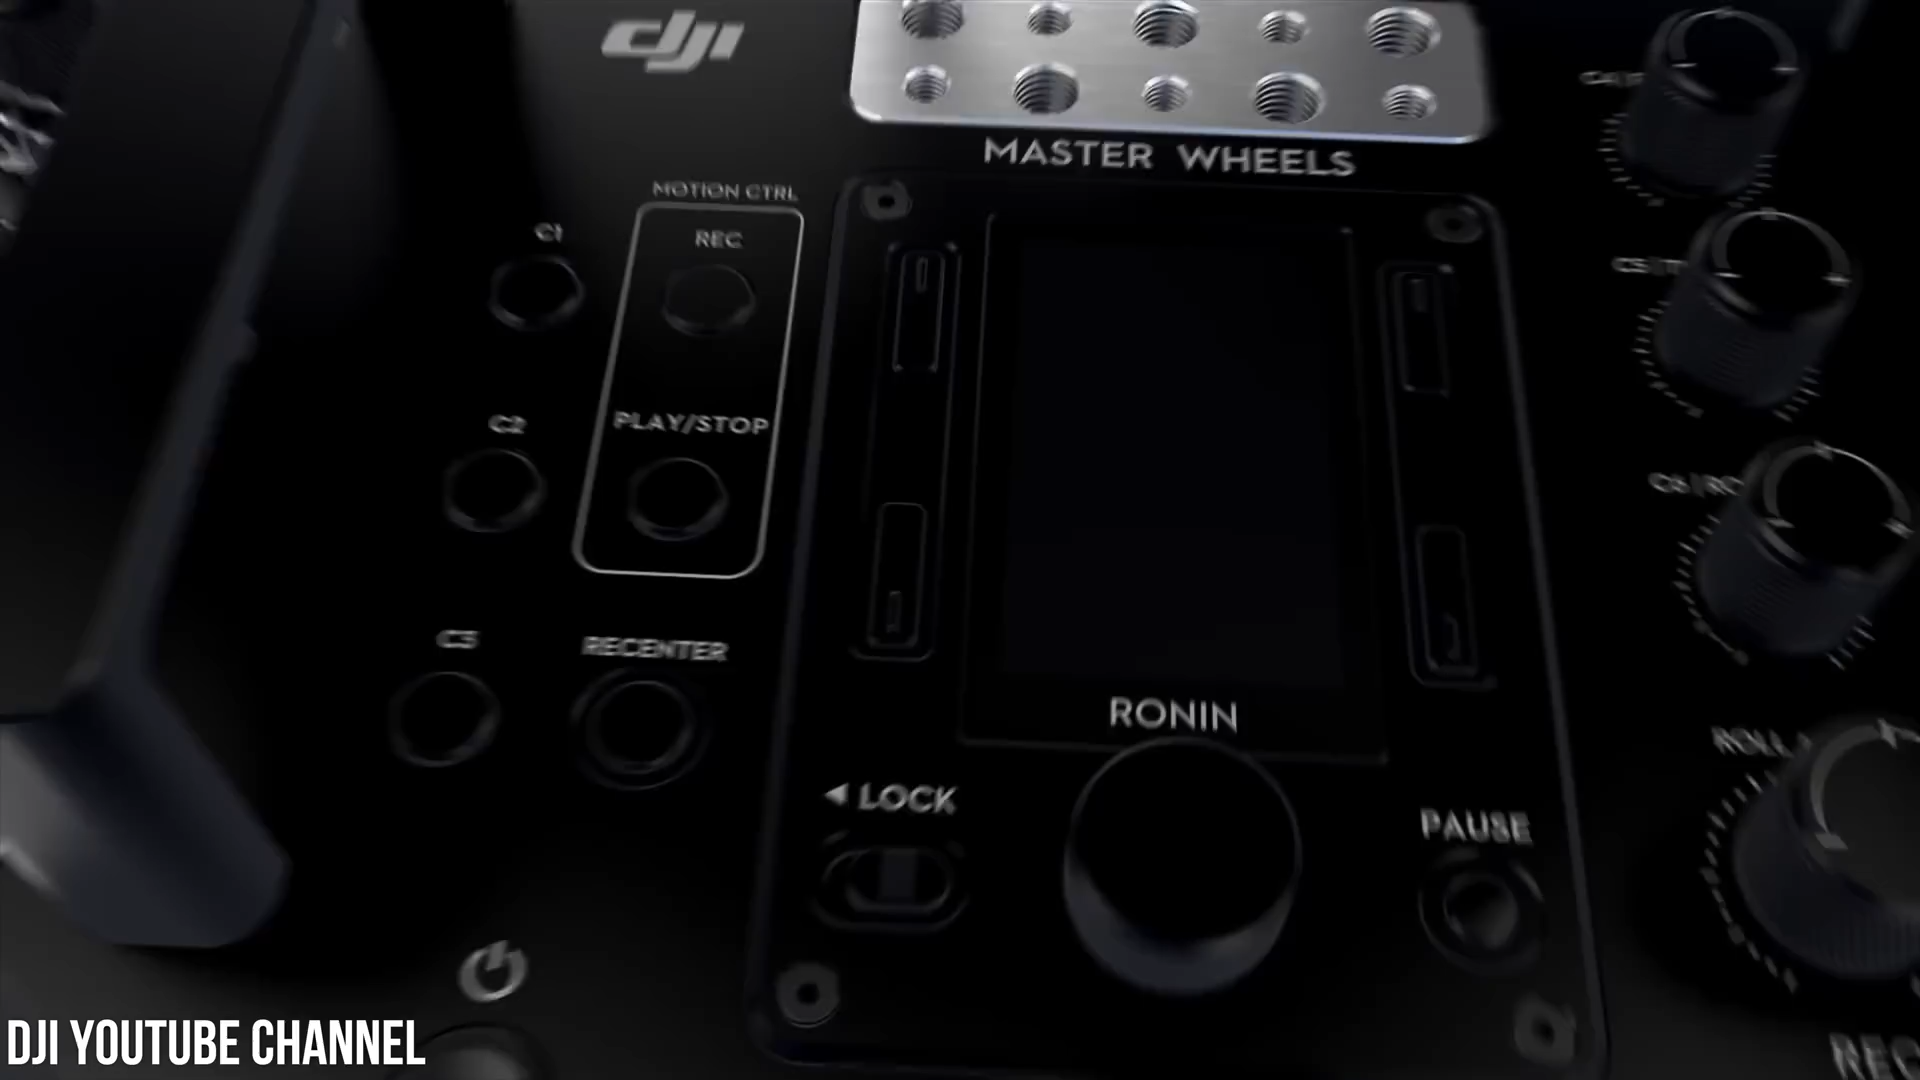 dji
MASTER WHEELS
MOTION CTRL
C1
REC
C2
PLAY/STOP
C3
RECENTER
RONIN
◀ LOCK
PAUSE
DJI YOUTUBE CHANNEL